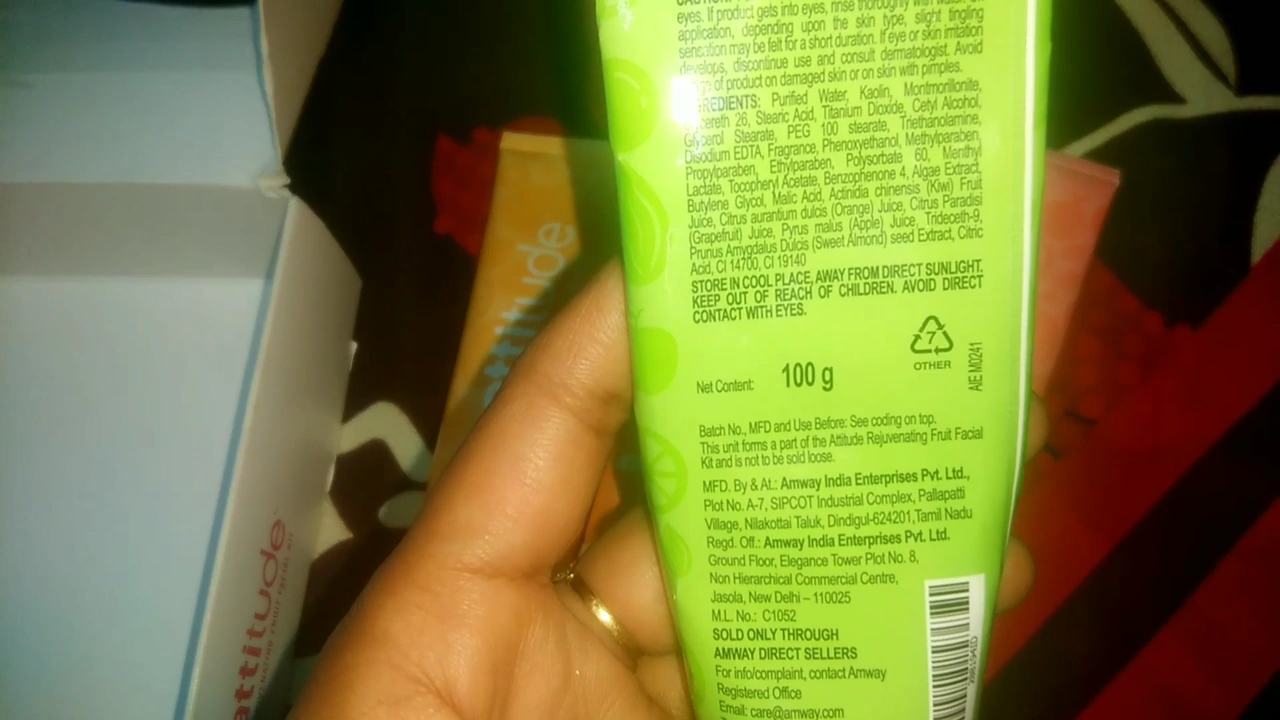 eyes. If product gets into eyes, rinse thoroughly with water.
application, depending upon the skin type, slight tingling
sensation may be felt for a short duration. If eye or skin irritation
develops, discontinue use and consult dermatologist. Avoid
of product on damaged skin or on skin with pimples.
REDIENTS: Purified Water, Kaolin, Montmorillonite,
26, Stearic Acid, Titanium Dioxide, Cetyl Alcohol,
Glycerol Stearate, PEG 100 stearate, Triethanolamine,
Disodium EDTA, Fragrance, Phenoxyethanol, Methylparaben,
Propylparaben, Ethylparaben, Polysorbate 60, Menthyl
Lactate, Tocopheryl Acetate, Benzophenone 4, Algae Extract,
Butylene Glycol, Malic Acid, Actinidia chinensis (Kiwi) Fruit
Juice, Citrus aurantium dulcis (Orange) Juice, Citrus Paradisi
(Grapefruit) Juice, Pyrus malus (Apple) Juice, Trideceth-9,
Prunus Amygdalus Dulcis (Sweet Almond) seed Extract, Citric
Acid, CI 14700, CI 19140
STORE IN COOL PLACE, AWAY FROM DIRECT SUNLIGHT.
KEEP OUT OF REACH OF CHILDREN. AVOID DIRECT
CONTACT WITH EYES.
7
OTHER
AIE M0241
Net Content: 100 g
Batch No., MFD and Use Before: See coding on top.
This unit forms a part of the Attitude Rejuvenating Fruit Facial
Kit and is not to be sold loose.
MFD. By & At.: Amway India Enterprises Pvt. Ltd.,
Plot No. A-7, SIPCOT Industrial Complex, Pallapatti
Village, Nilakottai Taluk, Dindigul-624201,Tamil Nadu
Regd. Off.: Amway India Enterprises Pvt. Ltd.
Ground Floor, Elegance Tower Plot No. 8,
Non Hierarchical Commercial Centre,
Jasola, New Delhi – 110025
M.L. No.: C1052
SOLD ONLY THROUGH
AMWAY DIRECT SELLERS
For info/complaint, contact Amway
Registered Office
Email: care@amway.com
attitude
attitude